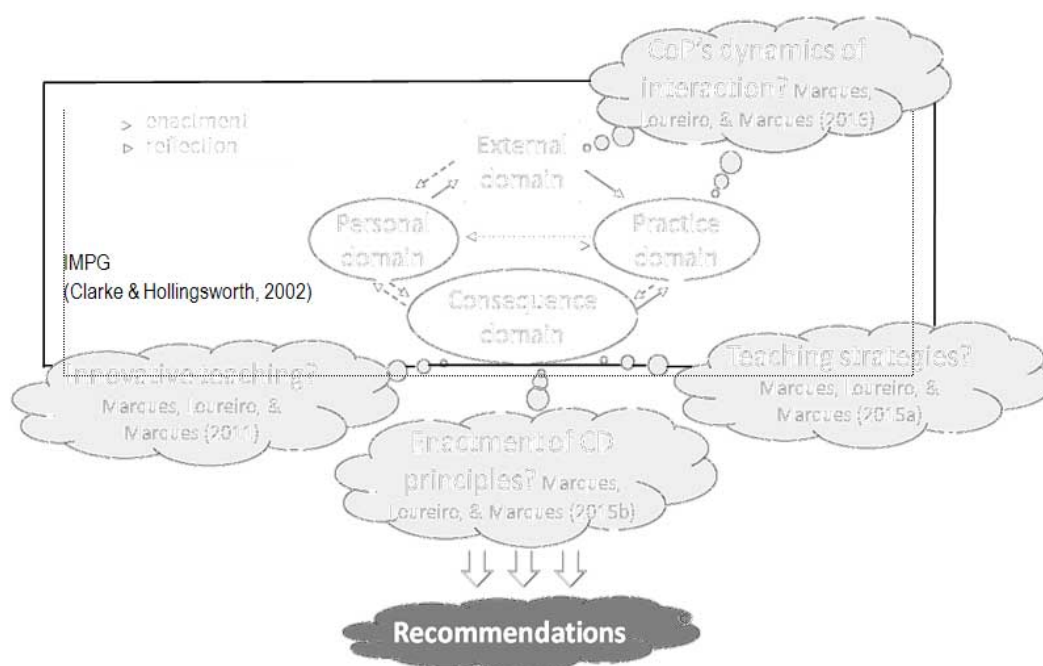 CoP's dynamics of
interaction? Marques,
Loureiro, & Marques (2016)
> enactment
▷ reflection
External
domain
Personal
domain
Practice
domain
IMPG
(Clarke & Hollingsworth, 2002)
Consequence
domain
Innovative teaching?
Marques, Loureiro, &
Marques (2011)
Teaching strategies?
Marques, Loureiro, &
Marques (2015a)
Enactment of CD
principles? Marques,
Loureiro, & Marques (2015b)
Recommendations